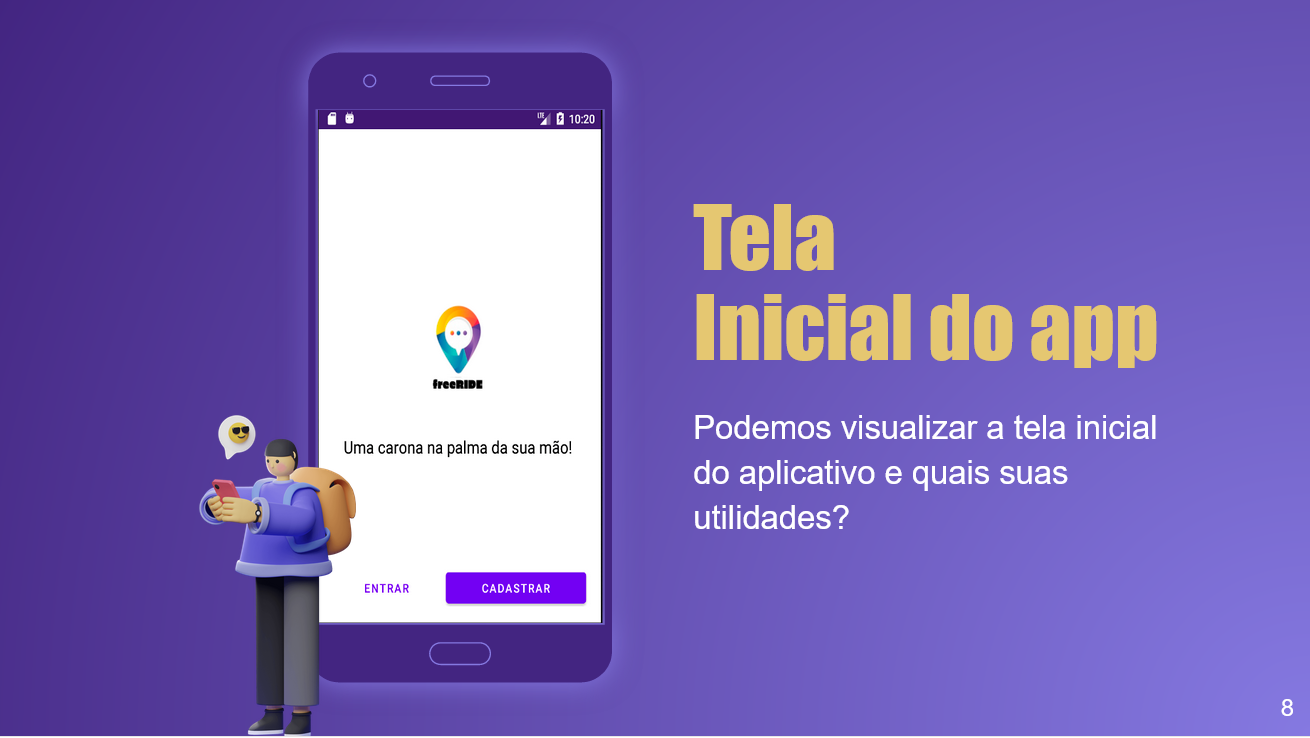 LTE 10:20
freeRIDE
Uma carona na palma da sua mão!
ENTRAR CADASTRAR
Tela
Inicial do app
Podemos visualizar a tela inicial
do aplicativo e quais suas
utilidades?
8